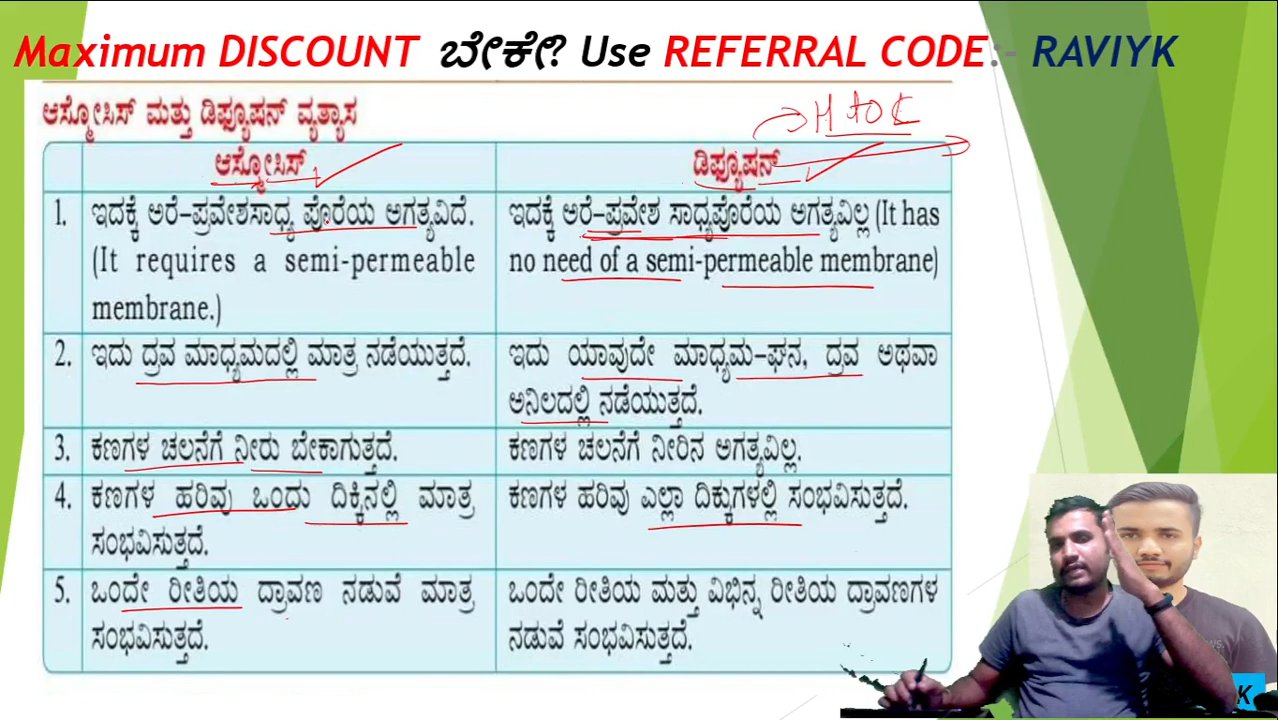 Maximum DISCOUNT ಬೇಕೇ? Use REFERRAL CODE:- RAVIYK
ಆಸ್ಮೋಸಿಸ್ ಮತ್ತು ಡಿಫ್ಯೂಷನ್ ವ್ಯತ್ಯಾಸ
H to L
ಆಸ್ಮೋಸಿಸ್
ಡಿಫ್ಯೂಷನ್
1. ಇದಕ್ಕೆ ಅರೆ-ಪ್ರವೇಶಸಾಧ್ಯ ಪೊರೆಯ ಅಗತ್ಯವಿದೆ.
(It requires a semi-permeable
membrane.)
ಇದಕ್ಕೆ ಅರೆ-ಪ್ರವೇಶ ಸಾಧ್ಯಪೊರೆಯ ಅಗತ್ಯವಿಲ್ಲ (It has
no need of a semi-permeable membrane)
2. ಇದು ದ್ರವ ಮಾಧ್ಯಮದಲ್ಲಿ ಮಾತ್ರ ನಡೆಯುತ್ತದೆ.
ಇದು ಯಾವುದೇ ಮಾಧ್ಯಮ-ಘನ, ದ್ರವ ಅಥವಾ
ಅನಿಲದಲ್ಲಿ ನಡೆಯುತ್ತದೆ.
3. ಕಣಗಳ ಚಲನೆಗೆ ನೀರು ಬೇಕಾಗುತ್ತದೆ.
ಕಣಗಳ ಚಲನೆಗೆ ನೀರಿನ ಅಗತ್ಯವಿಲ್ಲ.
4. ಕಣಗಳ ಹರಿವು ಒಂದು ದಿಕ್ಕಿನಲ್ಲಿ ಮಾತ್ರ
ಸಂಭವಿಸುತ್ತದೆ.
ಕಣಗಳ ಹರಿವು ಎಲ್ಲಾ ದಿಕ್ಕುಗಳಲ್ಲಿ ಸಂಭವಿಸುತ್ತದೆ.
5. ಒಂದೇ ರೀತಿಯ ದ್ರಾವಣ ನಡುವೆ ಮಾತ್ರ
ಸಂಭವಿಸುತ್ತದೆ.
ಒಂದೇ ರೀತಿಯ ಮತ್ತು ವಿಭಿನ್ನ ರೀತಿಯ ದ್ರಾವಣಗಳ
ನಡುವೆ ಸಂಭವಿಸುತ್ತದೆ.
K